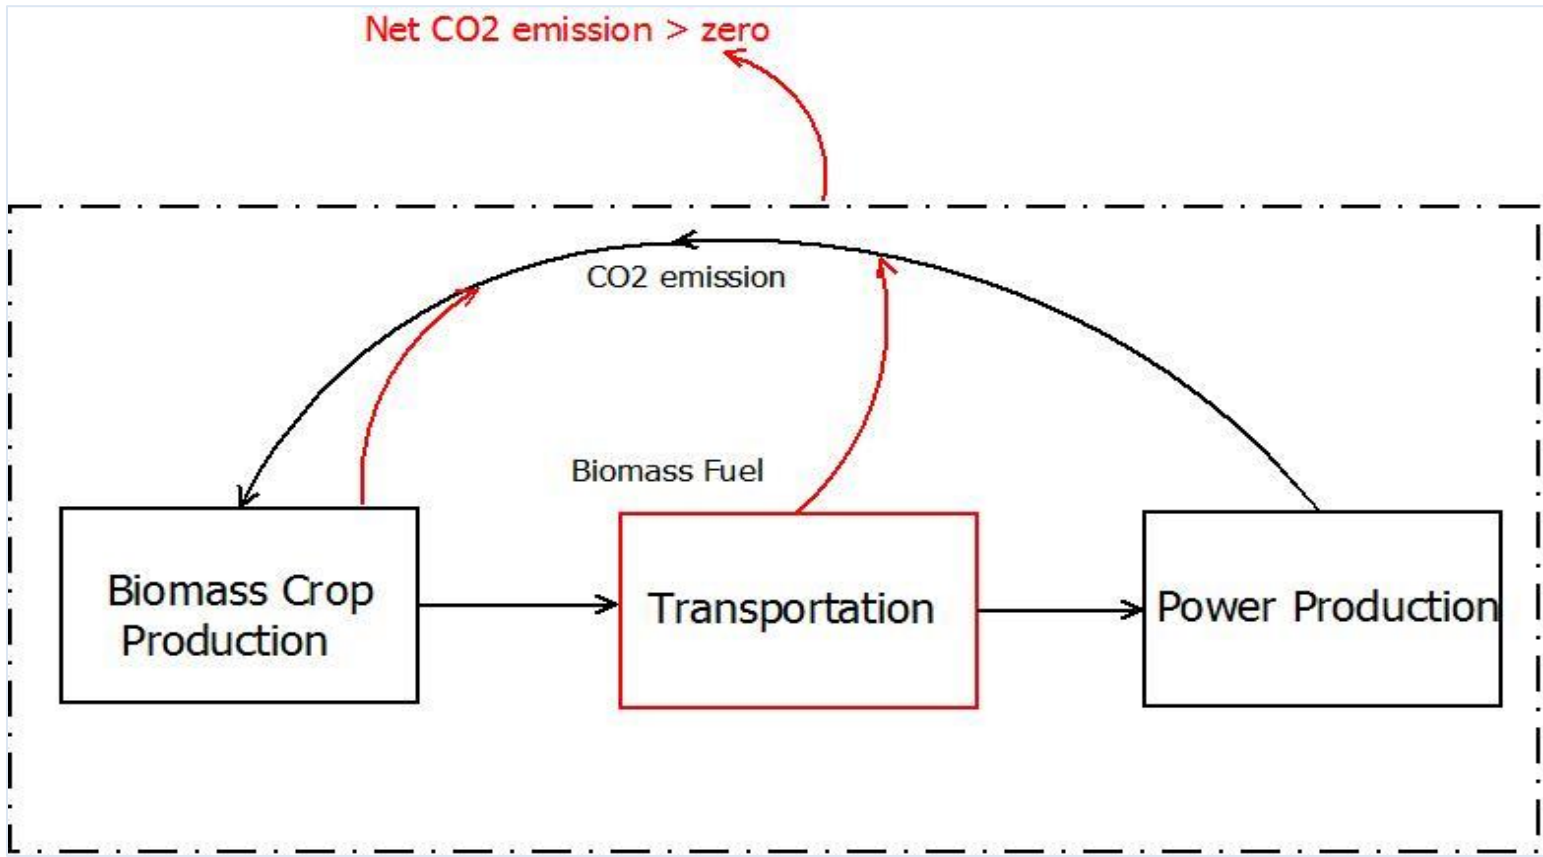 Net CO2 emission > zero
CO2 emission
Biomass Fuel
Biomass Crop
Production
Transportation
Power Production